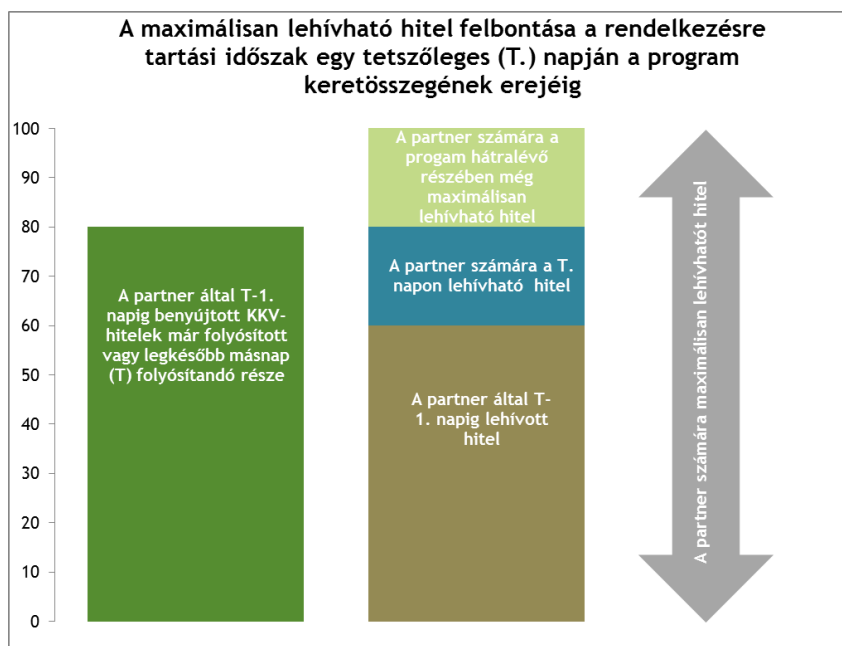 A maximálisan lehívható hitel felbontása a rendelkezésre
tartási időszak egy tetszőleges (T.) napján a program
keretösszegének erejéig
100
90
80
70
60
50
40
30
20
10
0
A partner által T-1.
napig benyújtott KKV-
hitelek már folyósított
vagy legkésőbb másnap
(T) folyósítandó része
A partner számára a
progam hátralévő
részében még
maximálisan
lehívható hitel
A partner számára a T.
napon lehívható hitel
A partner által T-
1. napig lehívott
hitel
A partner számára maximálisan lehívhatót hitel